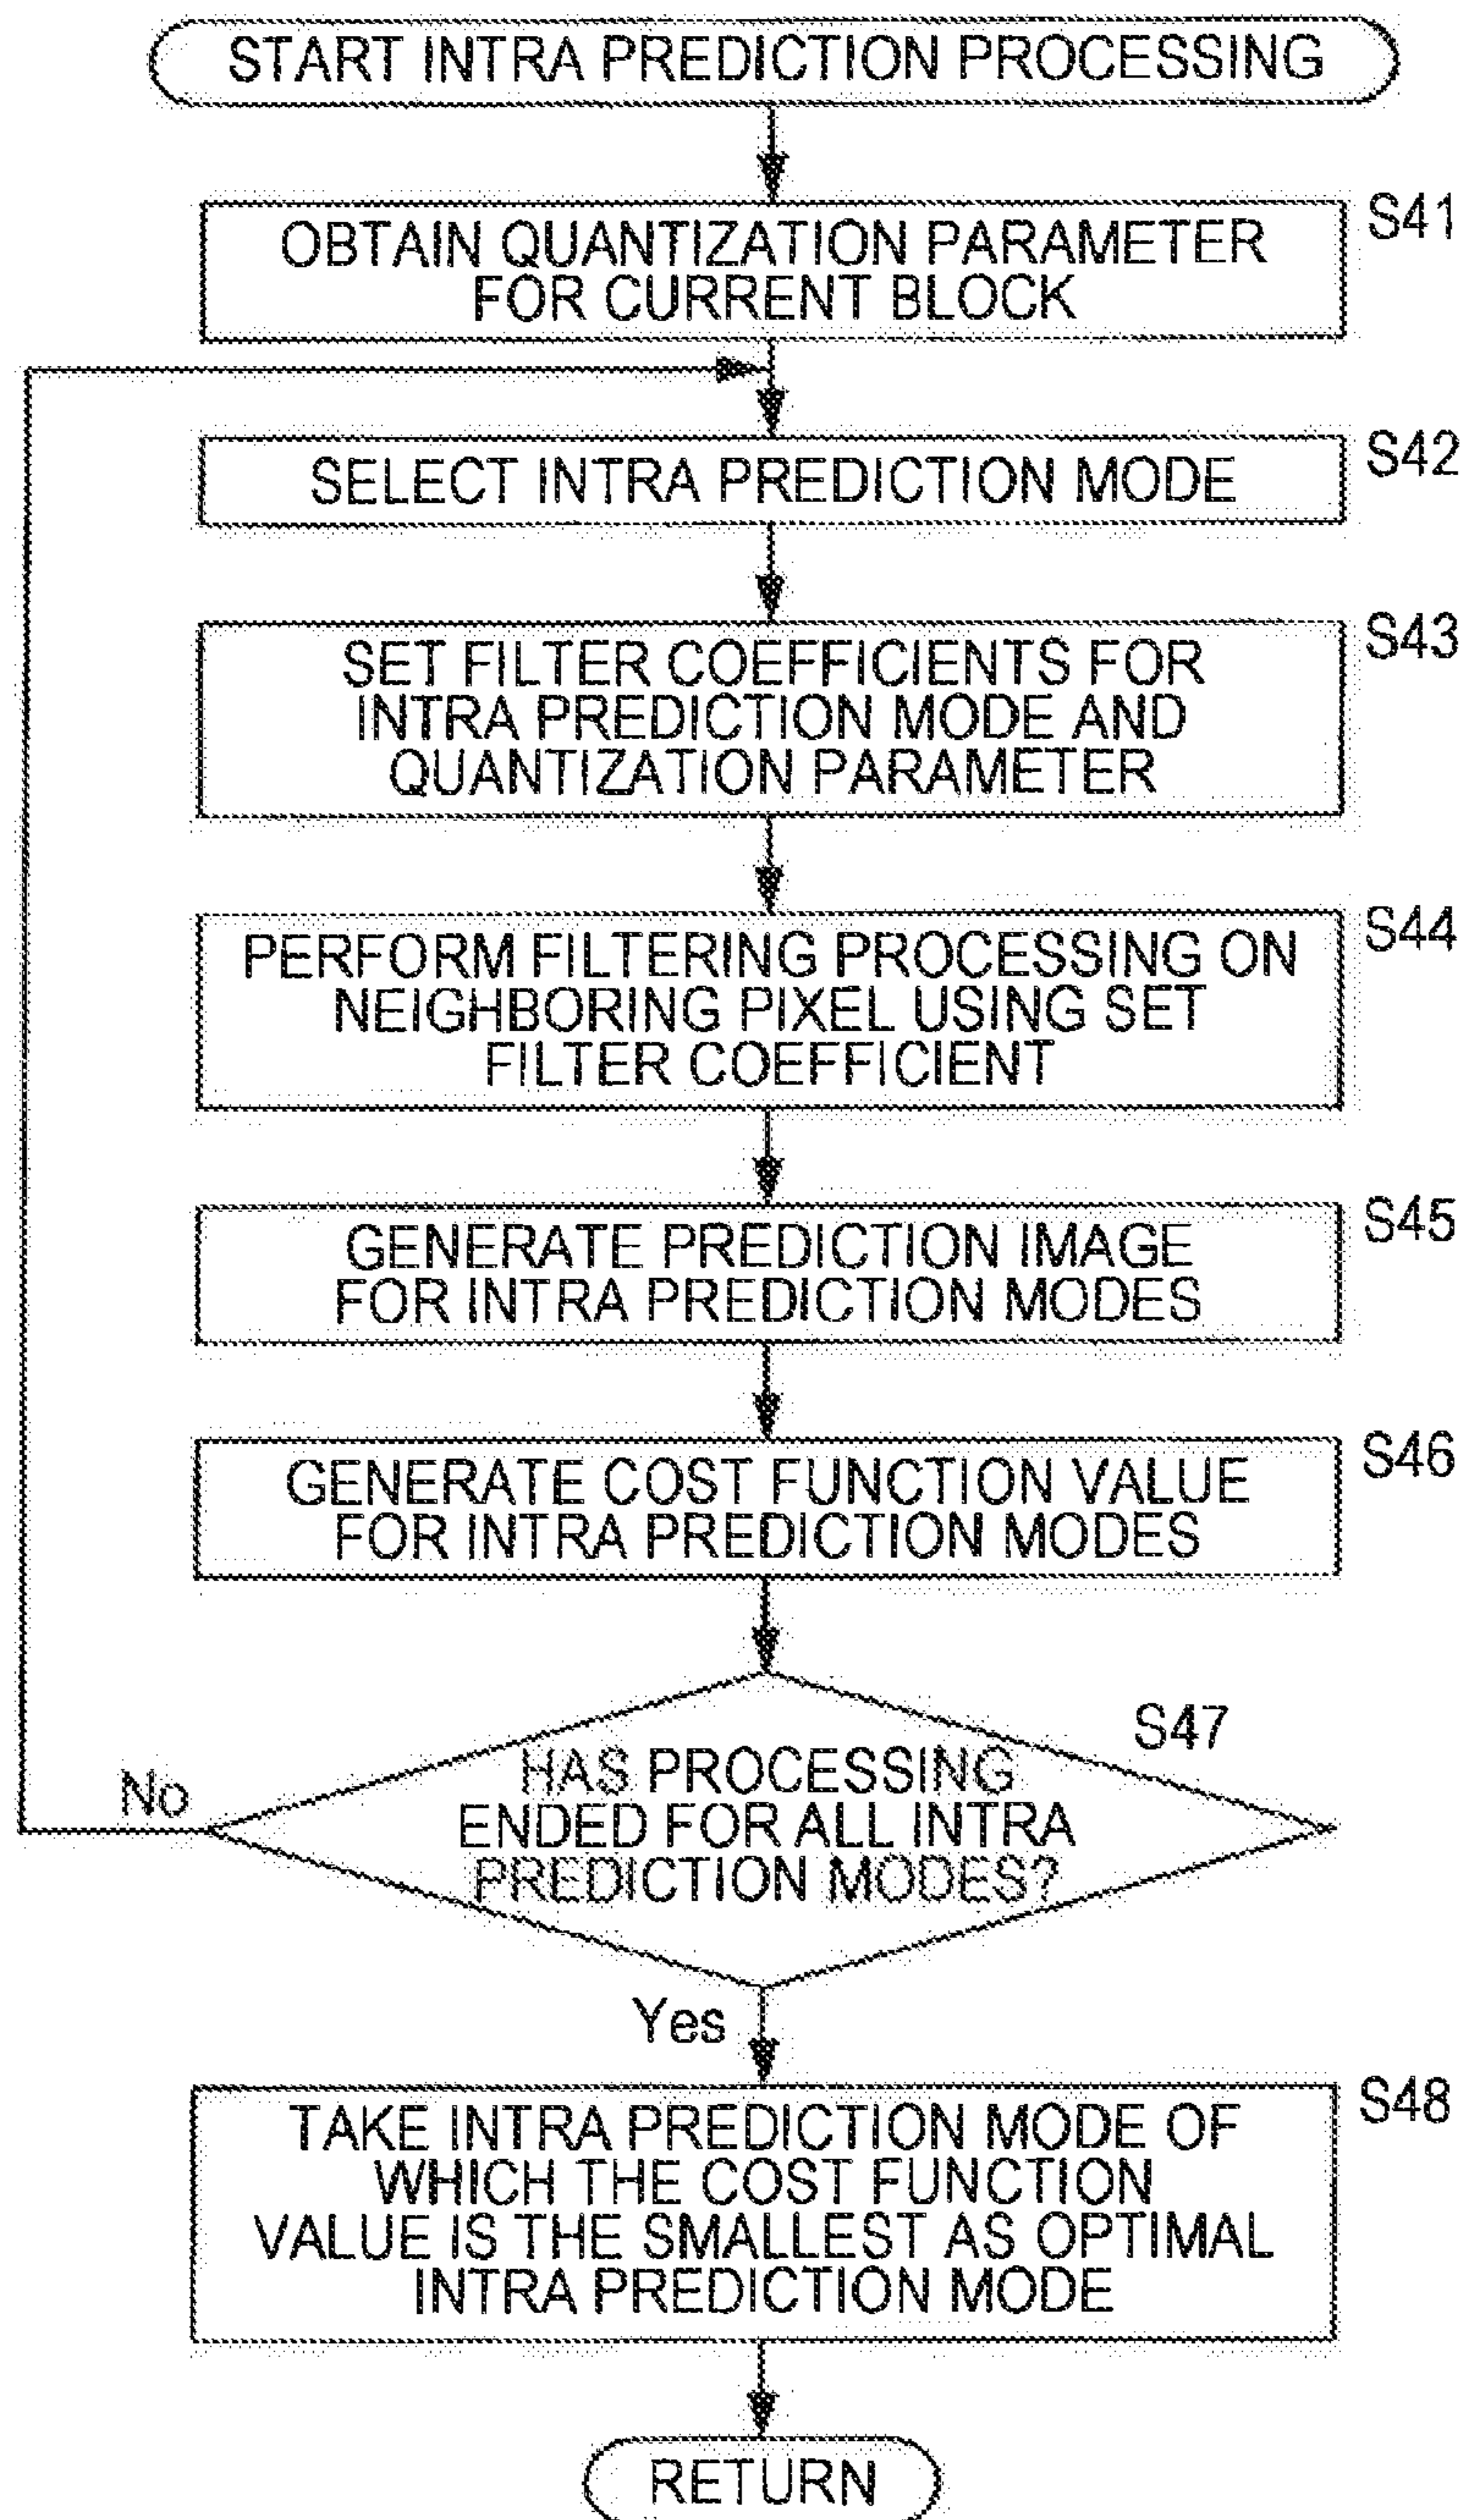 START INTRA PREDICTION PROCESSING
S41
OBTAIN QUANTIZATION PARAMETER
FOR CURRENT BLOCK
S42
SELECT INTRA PREDICTION MODE
S43
SET FILTER COEFFICIENTS FOR
INTRA PREDICTION MODE AND
QUANTIZATION PARAMETER
S44
PERFORM FILTERING PROCESSING ON
NEIGHBORING PIXEL USING SET
FILTER COEFFICIENT
S45
GENERATE PREDICTION IMAGE
FOR INTRA PREDICTION MODES
S46
GENERATE COST FUNCTION VALUE
FOR INTRA PREDICTION MODES
S47
HAS PROCESSING
ENDED FOR ALL INTRA
PREDICTION MODES?
No
Yes
S48
TAKE INTRA PREDICTION MODE OF
WHICH THE COST FUNCTION
VALUE IS THE SMALLEST AS OPTIMAL
INTRA PREDICTION MODE
RETURN